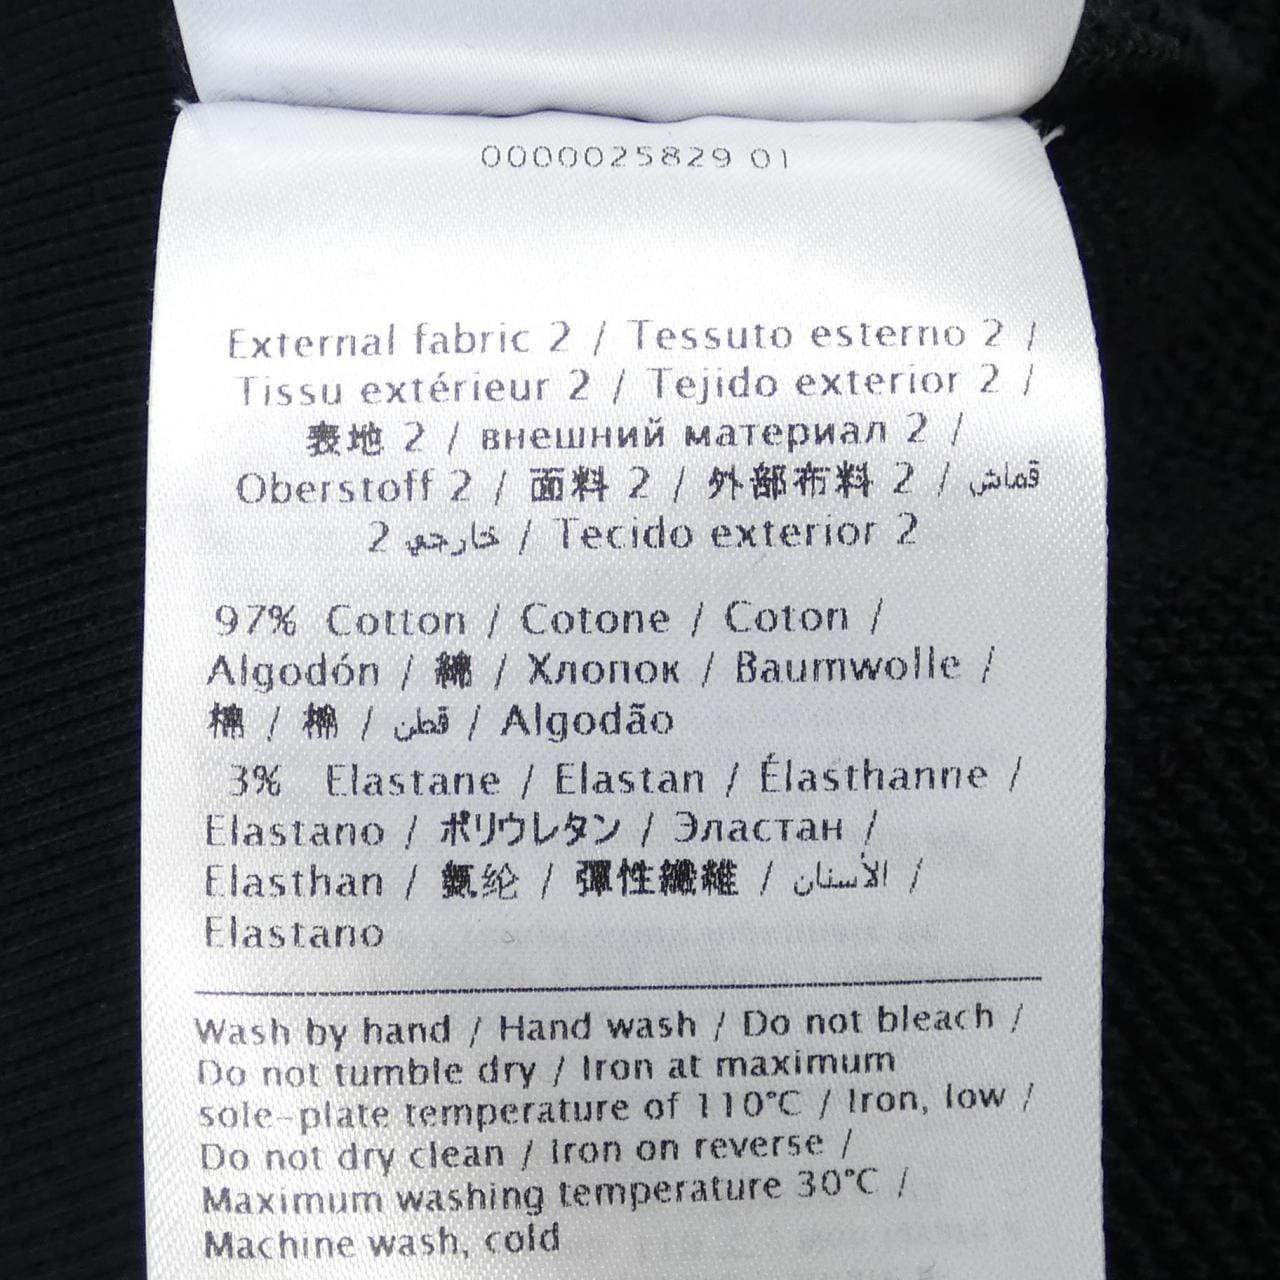 0000025829 01
External fabric 2 / Tessuto esterno 2 /
Tissu extérieur 2 / Tejido exterior 2 /
表地 2 / внешний материал 2 /
Oberstoff 2 / 面料 2 / 外部布料 2 / قماش
خارجي 2 / Tecido exterior 2
97% Cotton / Cotone / Coton /
Algodón / 綿 / Хлопок / Baumwolle /
棉 / 棉 / قطن / Algodão
3% Elastane / Elastan / Élasthanne /
Elastano / ポリウレタン / Эластан /
Elasthan / 氨纶 / 彈性纖維 / الأسنان /
Elastano
Wash by hand / Hand wash / Do not bleach /
Do not tumble dry / Iron at maximum
sole-plate temperature of 110°C / Iron, low /
Do not dry clean / Iron on reverse /
Maximum washing temperature 30°C /
Machine wash, cold